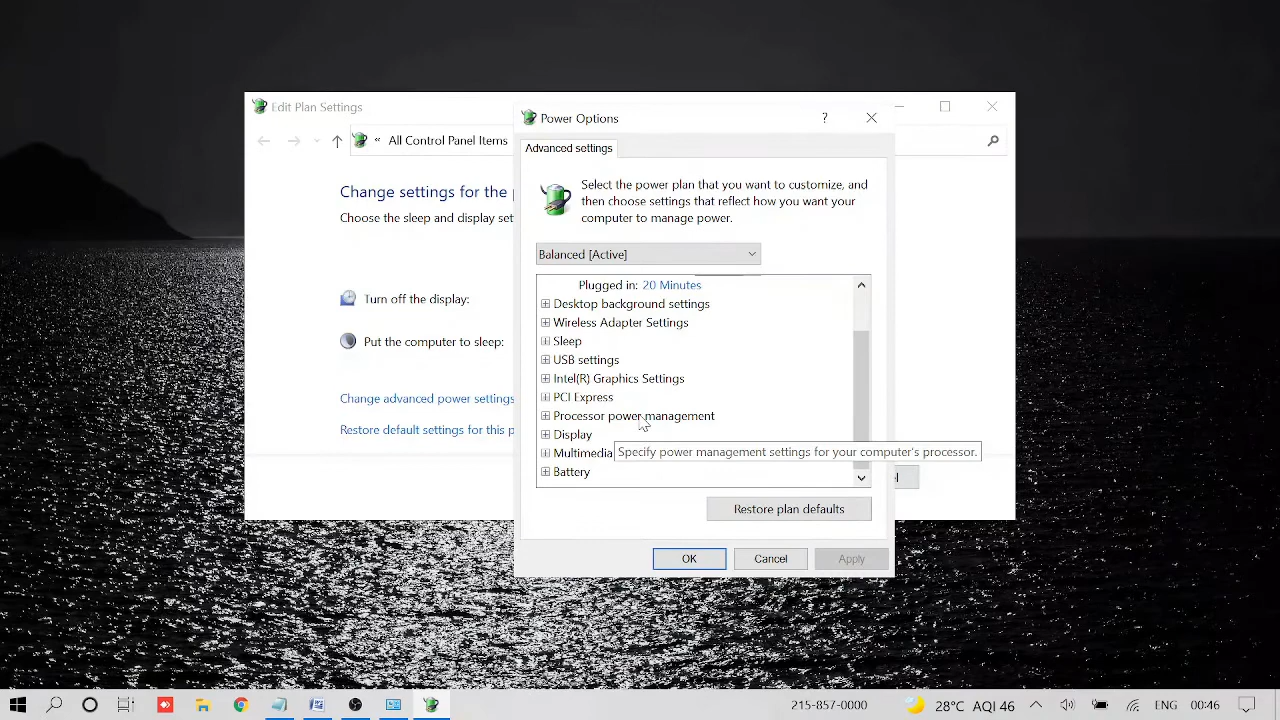 Edit Plan Settings
« All Control Panel Items
Change settings for the p
Choose the sleep and display set
Turn off the display:
Put the computer to sleep:
Change advanced power settings
Restore default settings for this p
Power Options
?
Advanced settings
Select the power plan that you want to customize, and
then choose settings that reflect how you want your
computer to manage power.
Balanced [Active]
Plugged in: 20 Minutes
Desktop background settings
Wireless Adapter Settings
Sleep
USB settings
Intel(R) Graphics Settings
PCI Express
Processor power management
Display
Multimedia
Specify power management settings for your computer's processor.
Battery
Restore plan defaults
OK
Cancel
Apply
215-857-0000
28°C AQI 46
ENG
00:46